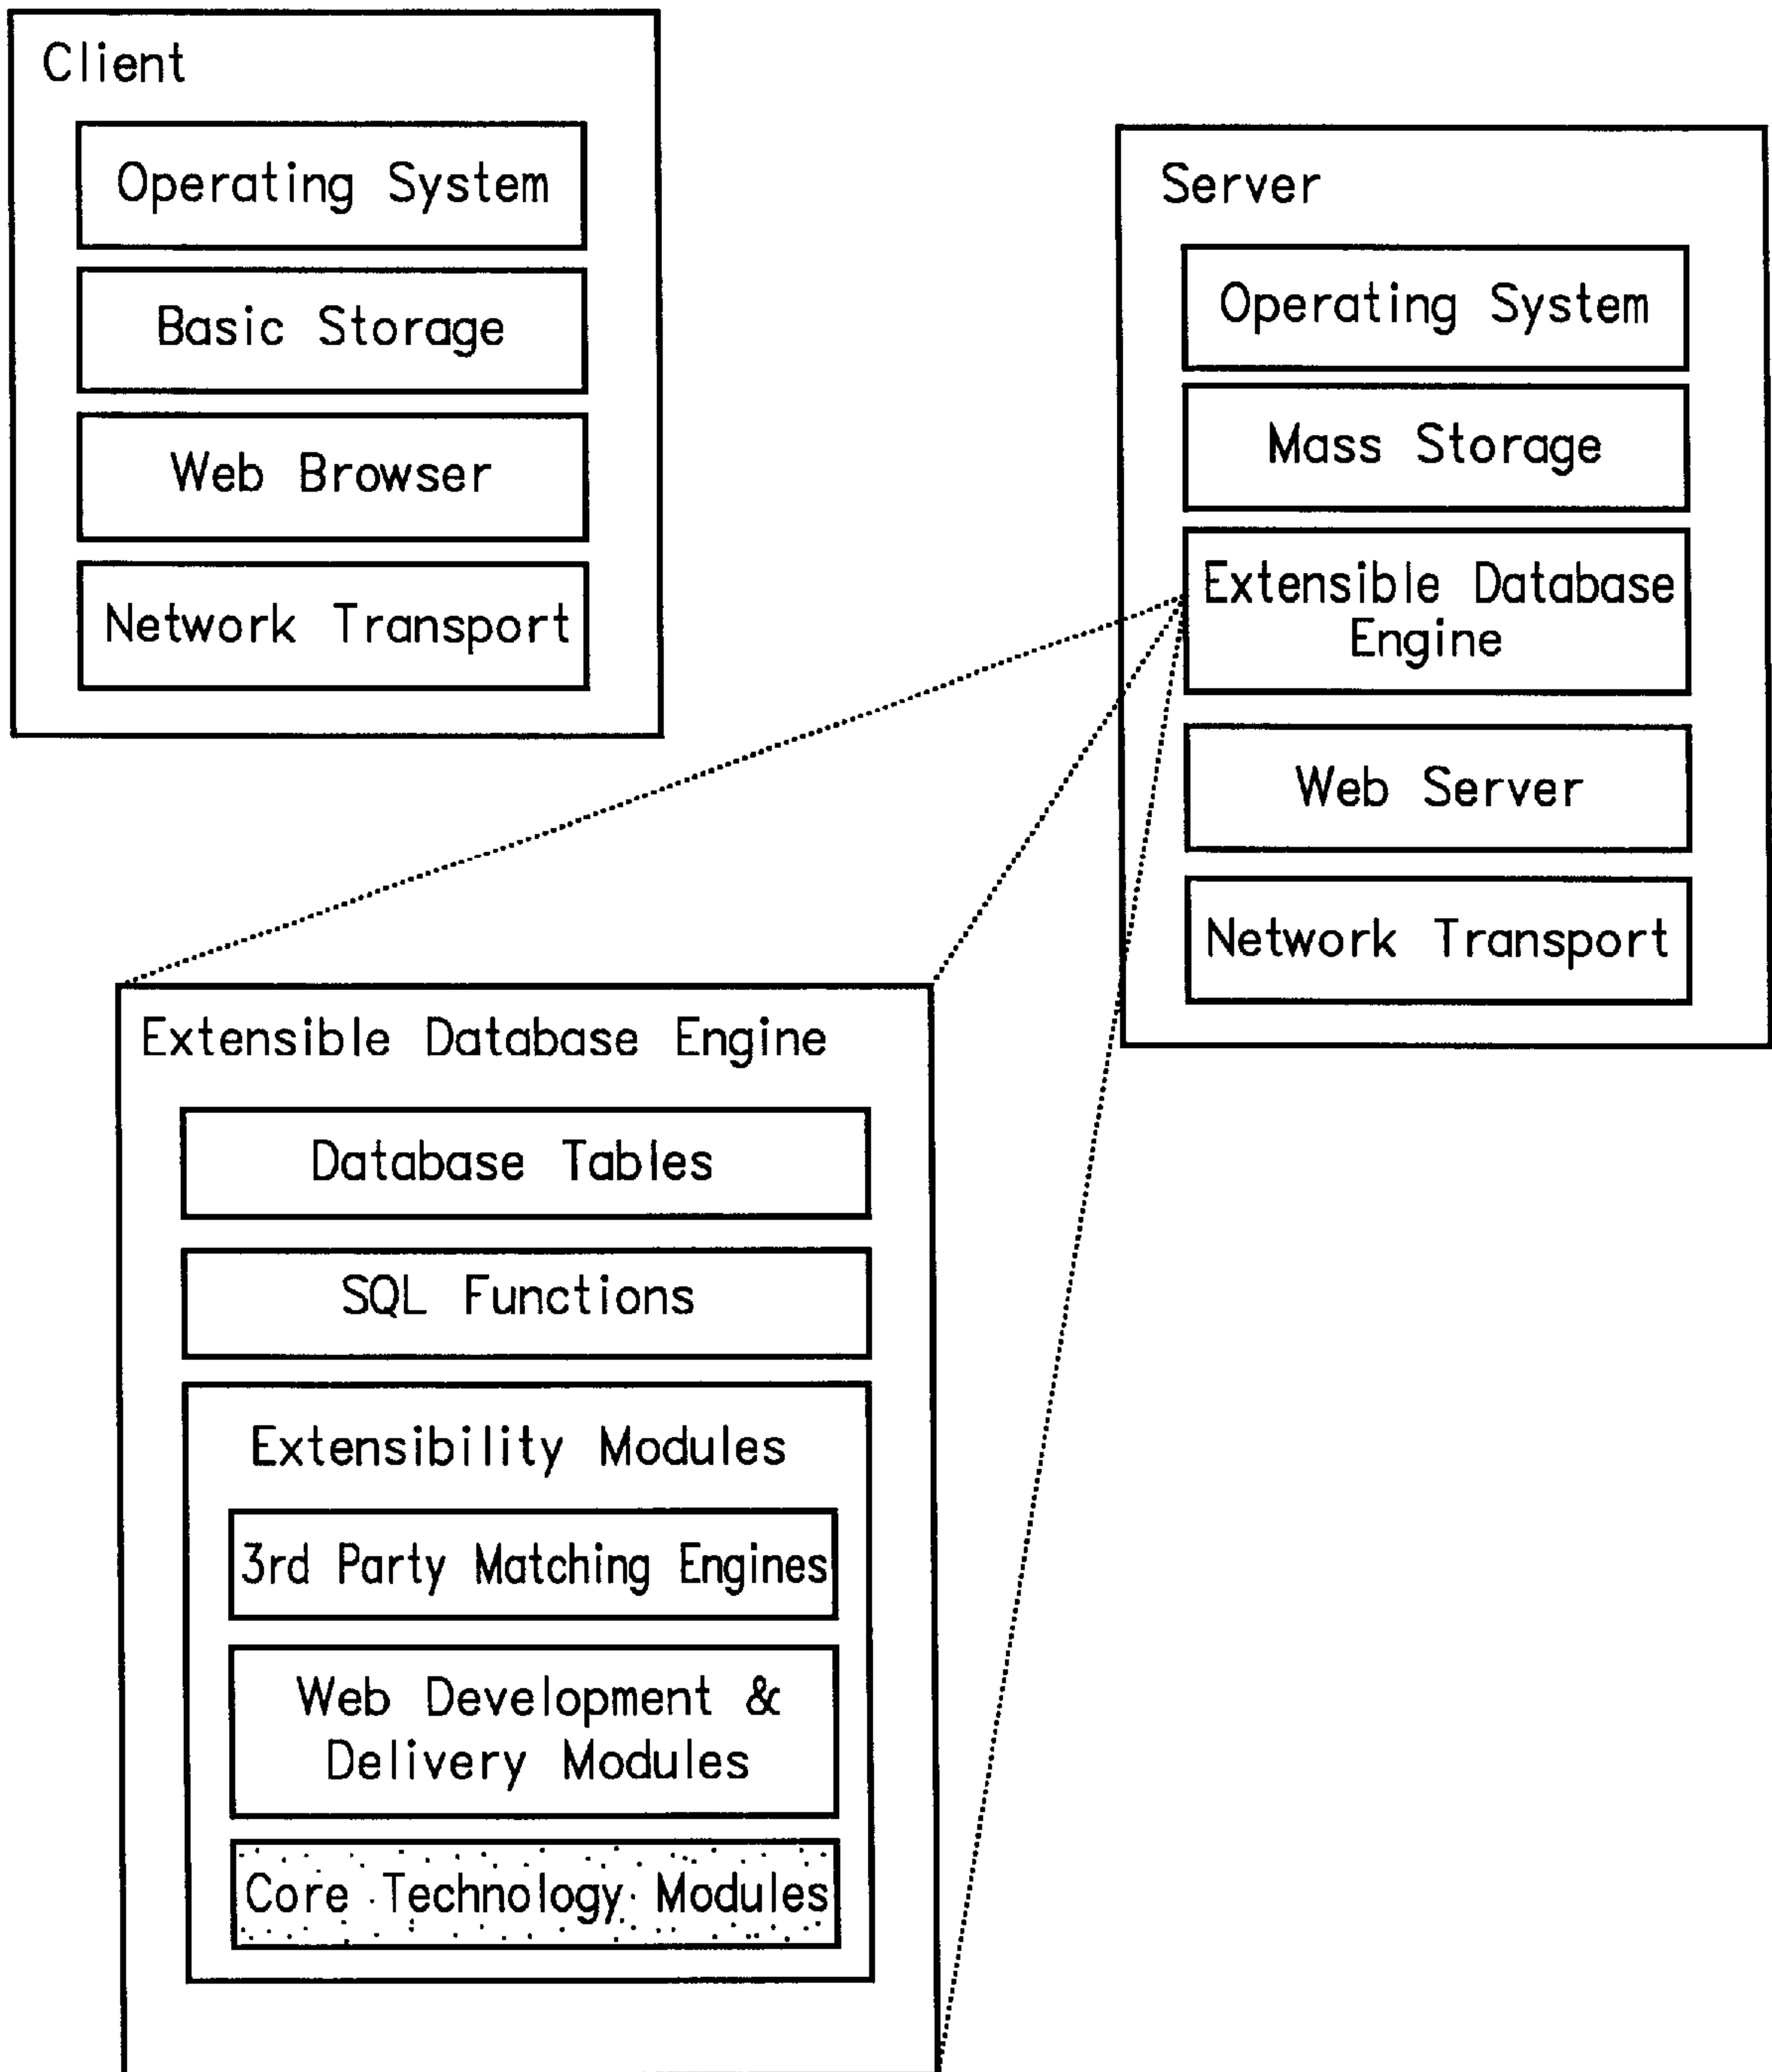 Client
Operating System
Basic Storage
Web Browser
Network Transport
Server
Operating System
Mass Storage
Extensible Database
Engine
Web Server
Network Transport
Extensible Database Engine
Database Tables
SQL Functions
Extensibility Modules
3rd Party Matching Engines
Web Development &
Delivery Modules
Core Technology Modules